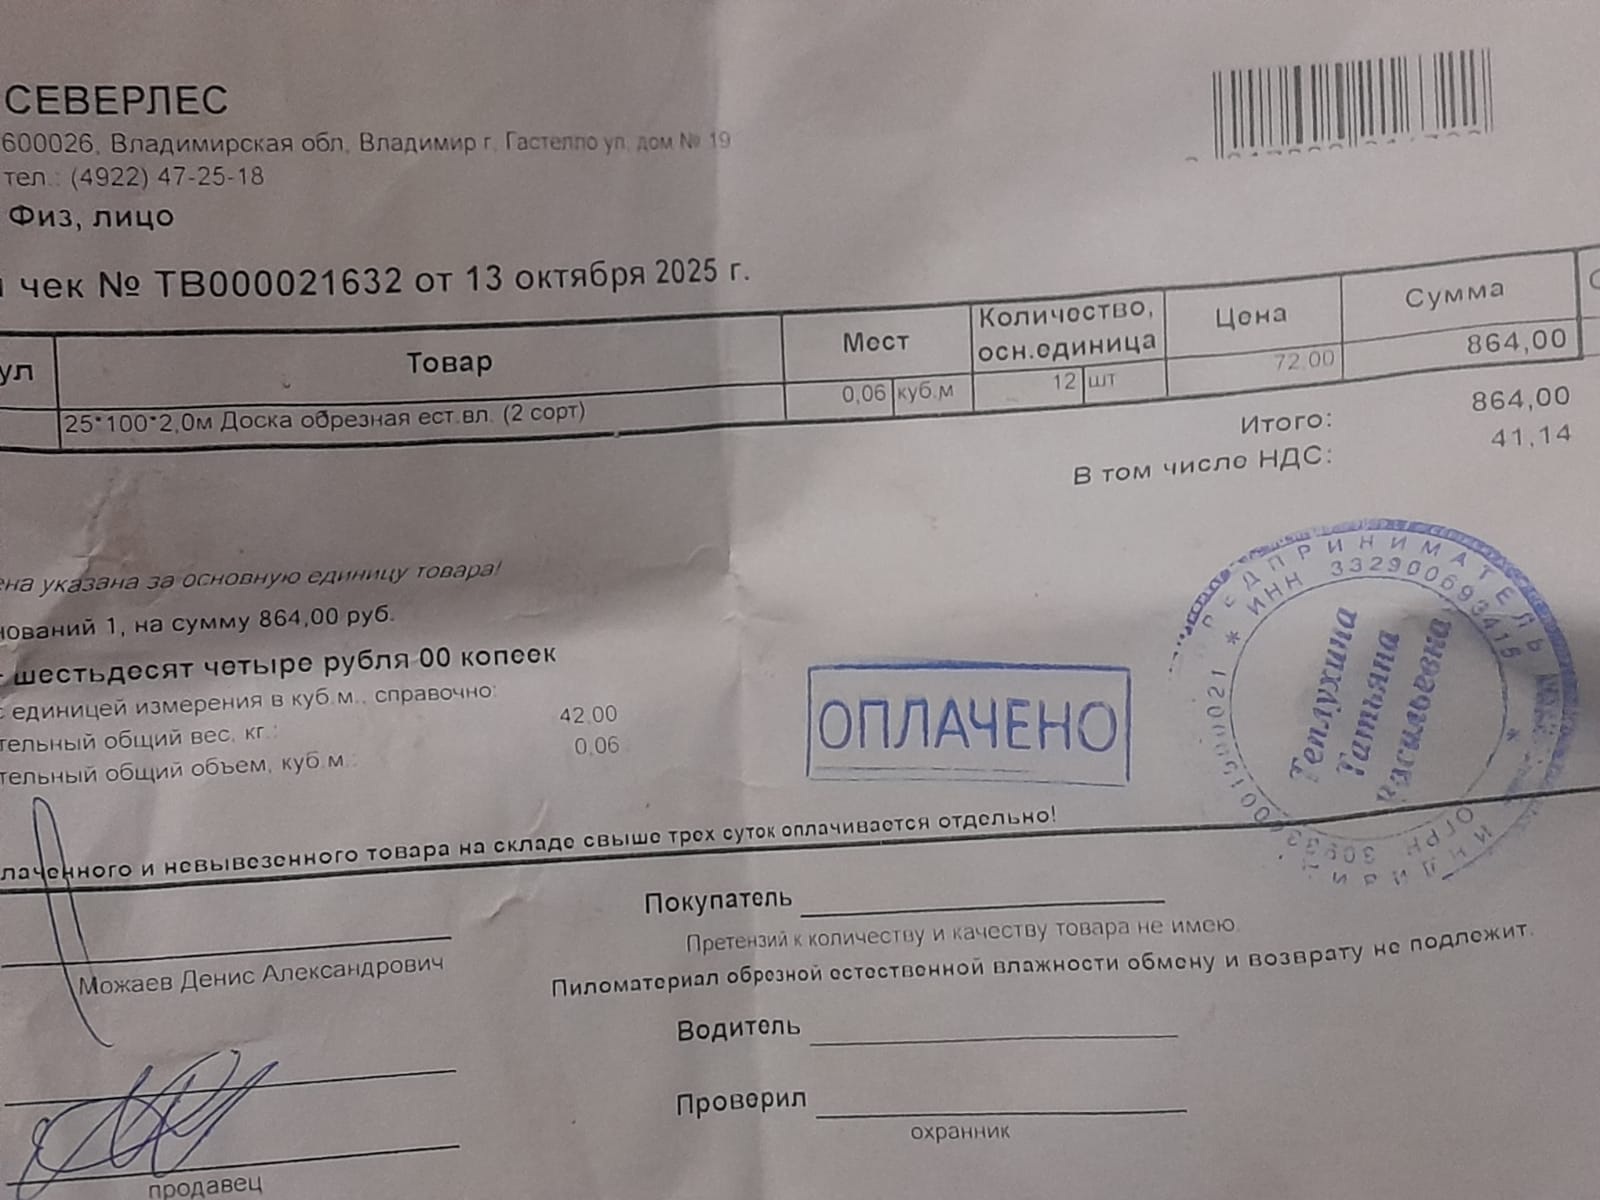 СЕВЕРЛЕС
600026, Владимирская обл, Владимир г, Гастелло ул, дом № 19
тел.: (4922) 47-25-18
Физ, лицо
чек № ТВ000021632 от 13 октября 2025 г.
ул Товар Мест Количество, осн.единица Цена Сумма
25*100*2,0м Доска обрезная ест.вл. (2 сорт) 0,06 куб.м 12 шт 72,00 864,00
Итого: 864,00
В том числе НДС: 41,14
ена указана за основную единицу товара!
нований 1, на сумму 864,00 руб.
шестьдесят четыре рубля 00 копеек
с единицей измерения в куб.м., справочно:
тельный общий вес, кг.: 42,00
тельный общий объем, куб.м.: 0,06
ОПЛАЧЕНО
ПРЕДПРИНИМАТЕЛЬ
* ИНН 332900693415 *
Теплухина
Татьяна
Васильевна
ОГРН
лаченного и невывезенного товара на складе свыше трех суток оплачивается отдельно!
Покупатель
Претензий к количеству и качеству товара не имею.
Можаев Денис Александрович
Пиломатериал обрезной естественной влажности обмену и возврату не подлежит.
Водитель
Проверил
охранник
продавец